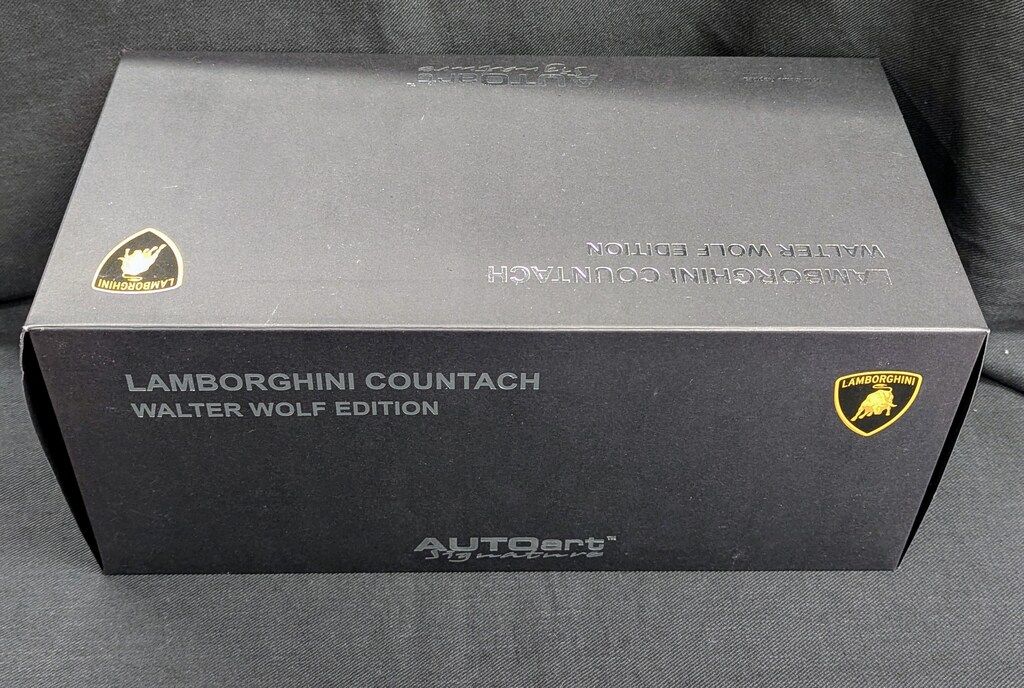 AUTOart
Signature
WALTER WOLF EDITION
LAMBORGHINI COUNTACH
LAMBORGHINI
LAMBORGHINI COUNTACH
WALTER WOLF EDITION
LAMBORGHINI
AUTOart™
Signature